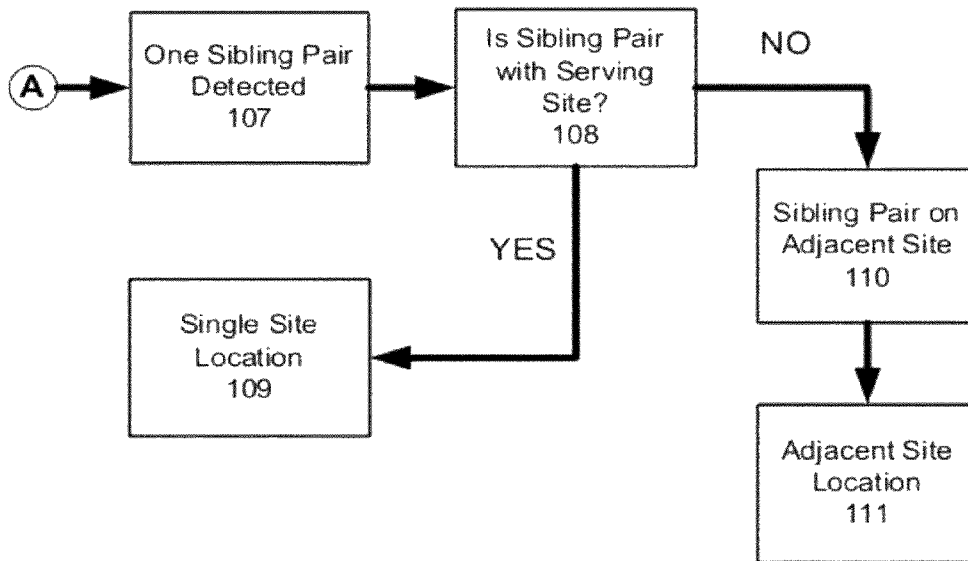 A
One Sibling Pair
Detected
107
Is Sibling Pair
with Serving
Site?
108
NO
YES
Sibling Pair on
Adjacent Site
110
Single Site
Location
109
Adjacent Site
Location
111